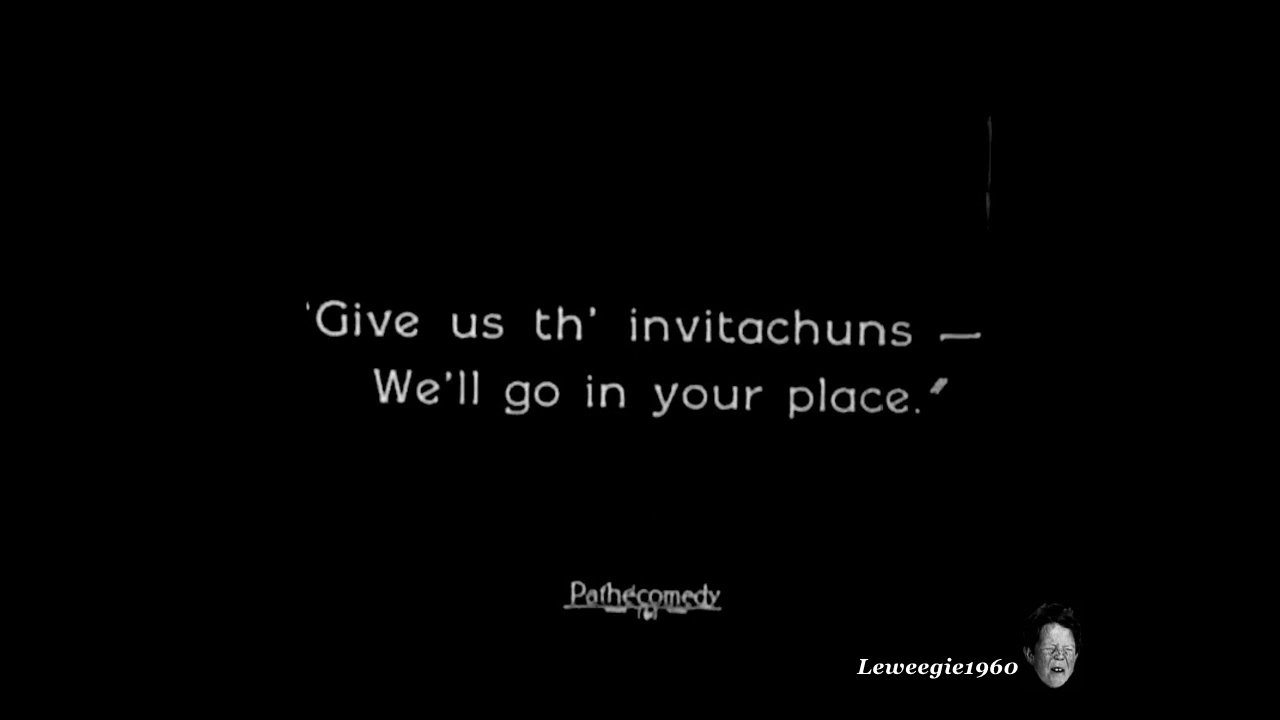 "Give us th' invitachuns —
We'll go in your place."
Pathécomedy
Leweegie1960